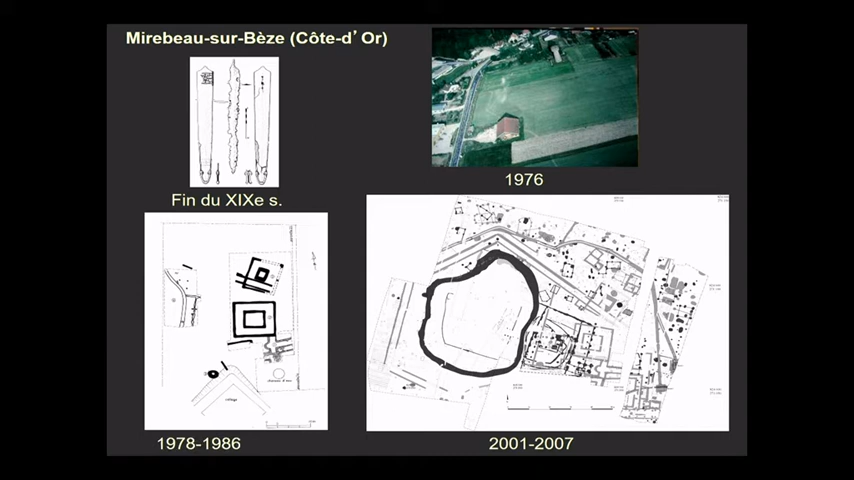 Mirebeau-sur-Bèze (Côte-d’Or)
Fin du XIXe s.
1976
1978-1986
2001-2007